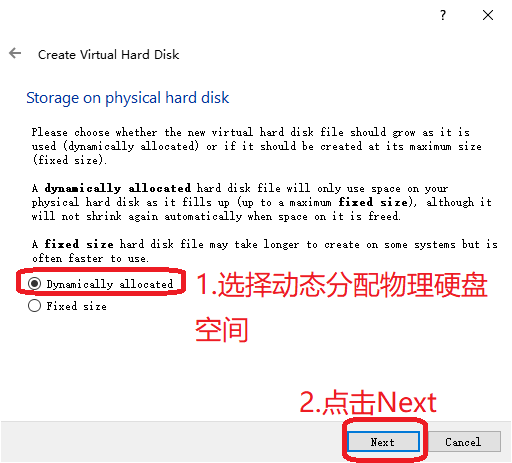 ?
Create Virtual Hard Disk
Storage on physical hard disk
Please choose whether the new virtual hard disk file should grow as it is
used (dynamically allocated) or if it should be created at its maximum size
(fixed size).
A dynamically allocated hard disk file will only use space on your
physical hard disk as it fills up (up to a maximum fixed size), although it
will not shrink again automatically when space on it is freed.
A fixed size hard disk file may take longer to create on some systems but is
often faster to use.
Dynamically allocated
1.选择动态分配物理硬盘
Fixed size
空间
2.点击Next
Next
Cancel